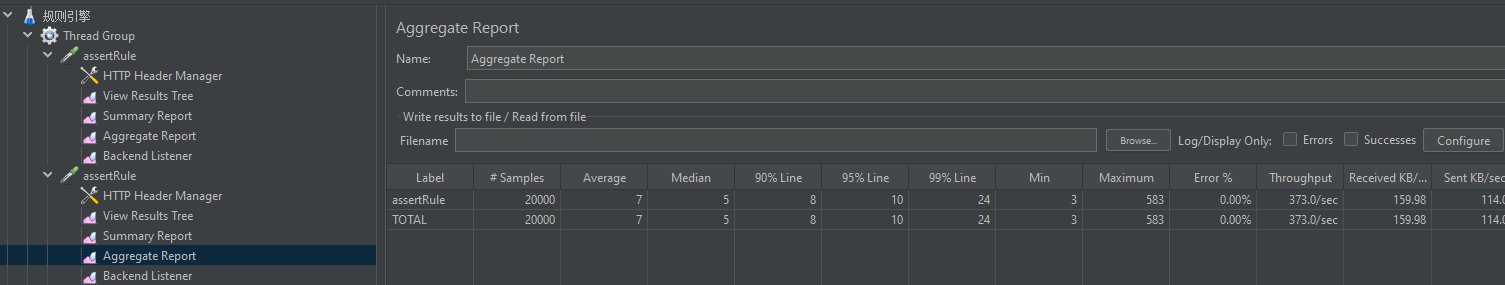 规则引擎
Thread Group
assertRule
HTTP Header Manager
View Results Tree
Summary Report
Aggregate Report
Backend Listener
assertRule
HTTP Header Manager
View Results Tree
Summary Report
Aggregate Report
Backend Listener
Aggregate Report
Name: Aggregate Report
Comments:
Write results to file / Read from file
Filename Browse... Log/Display Only: Errors Successes Configure
Label # Samples Average Median 90% Line 95% Line 99% Line Min Maximum Error % Throughput Received KB/... Sent KB/sec
assertRule 20000 7 5 8 10 24 3 583 0.00% 373.0/sec 159.98 114.0
TOTAL 20000 7 5 8 10 24 3 583 0.00% 373.0/sec 159.98 114.0